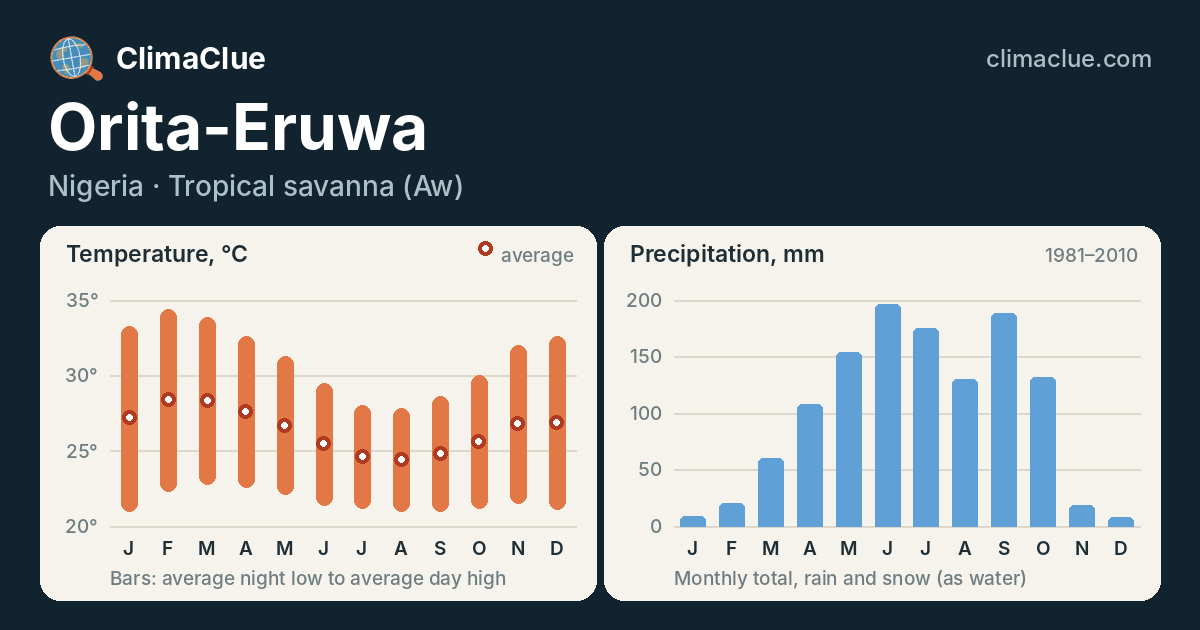 ClimaClue
climaclue.com
Orita-Eruwa
Nigeria · Tropical savanna (Aw)
Temperature, °C
average
35°
30°
25°
20°
J F M A M J J A S O N D
Bars: average night low to average day high
Precipitation, mm
1981–2010
200
150
100
50
0
J F M A M J J A S O N D
Monthly total, rain and snow (as water)